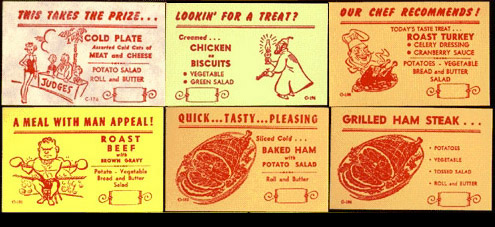 THIS TAKES THE PRIZE...
COLD PLATE
Assorted Cold Cuts of
MEAT and CHEESE
POTATO SALAD
ROLL and BUTTER
JUDGES
C-174
LOOKIN' FOR A TREAT?
Creamed...
CHICKEN
on
BISCUITS
• VEGETABLE
• GREEN SALAD
OUR CHEF RECOMMENDS!
TODAY'S TASTE TREAT...
ROAST TURKEY
• CELERY DRESSING
• CRANBERRY SAUCE
POTATOES - VEGETABLE
BREAD and BUTTER
SALAD
A MEAL WITH MAN APPEAL!
ROAST
BEEF
with
BROWN GRAVY
Potato - Vegetable
Bread and Butter
Salad
QUICK...TASTY...PLEASING
Sliced Cold...
BAKED HAM
with
POTATO SALAD
Roll and Butter
GRILLED HAM STEAK...
• POTATOES
• VEGETABLE
• TOSSED SALAD
• ROLL and BUTTER